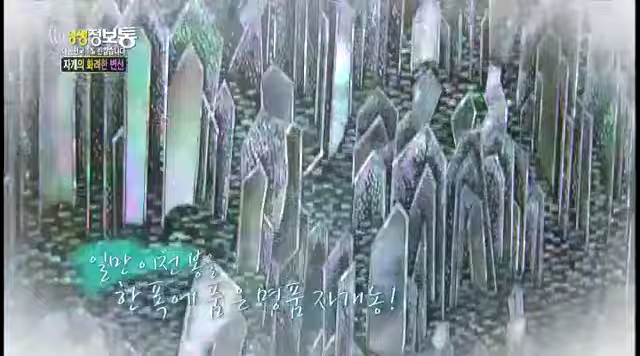 생생정보통
자개의 화려한 변신
일만 이천 봉을
한 폭에 품은 명품 자개농!